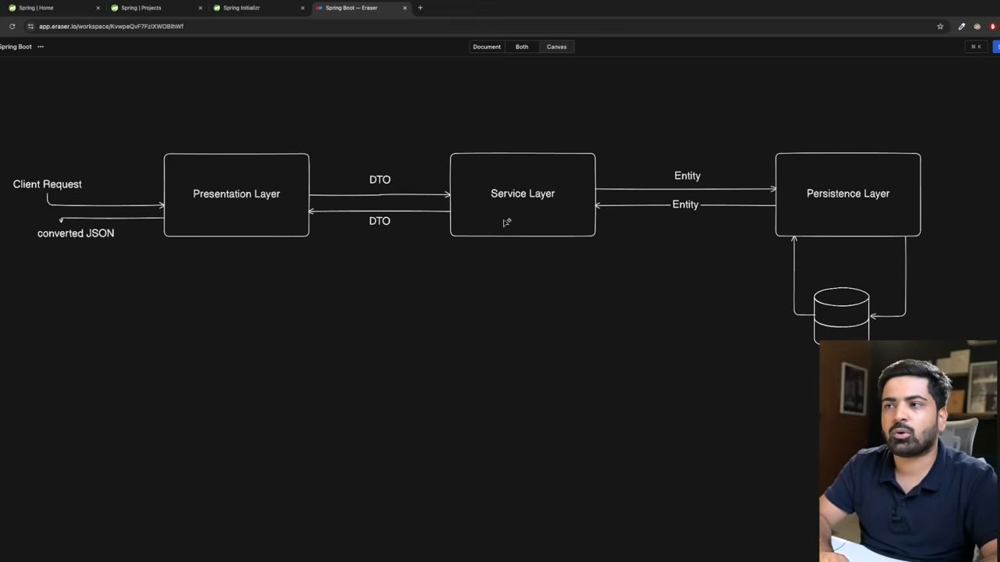 Spring | Home
Spring | Projects
Spring Initializr
Spring Boot — Eraser
app.eraser.io/workspace/KvwpeQvF7FziXWOBIhWf
Spring Boot
Document
Both
Canvas
⌘ K
Client Request
converted JSON
Presentation Layer
DTO
DTO
Service Layer
Entity
Entity
Persistence Layer